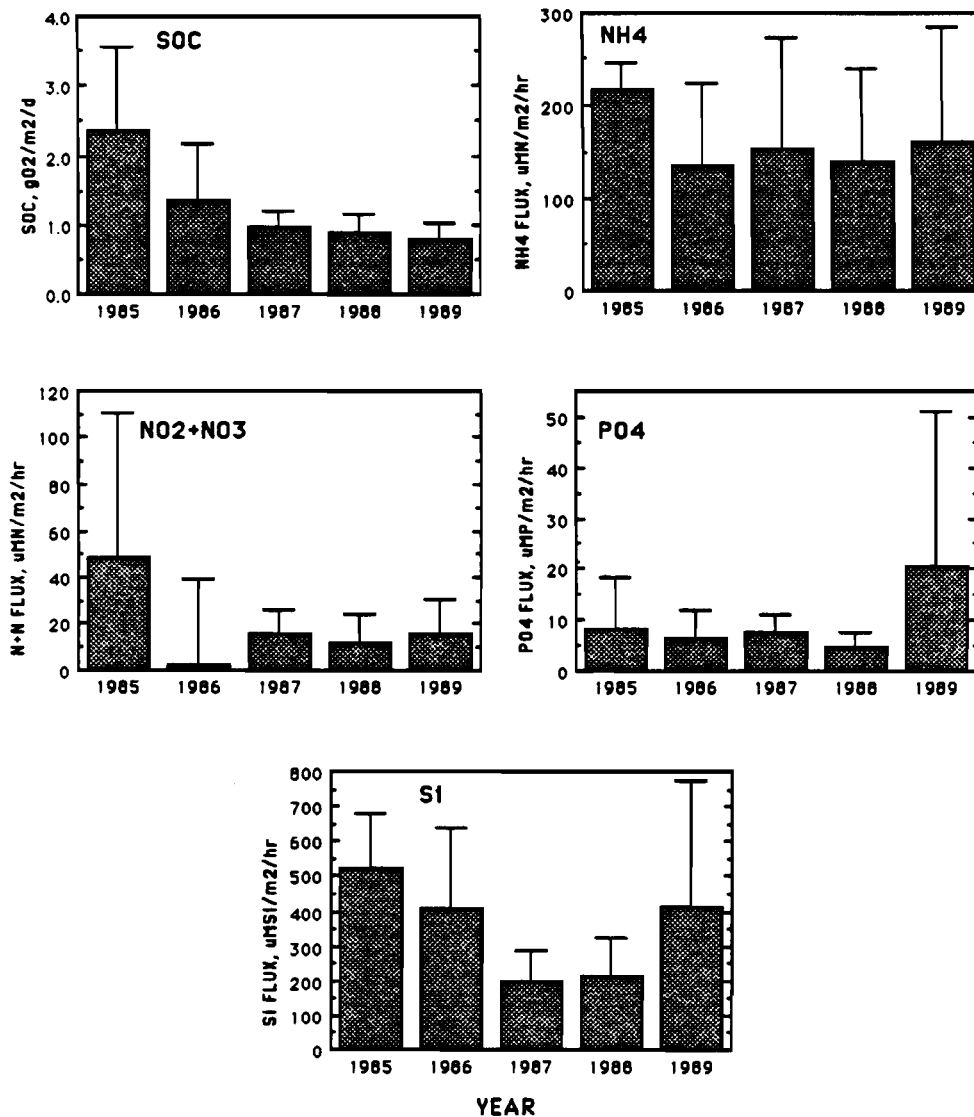 SOC
SOC, gO2/m2/d
4.0
3.0
2.0
1.0
0.0
1985 1986 1987 1988 1989
NH4
NH4 FLUX, uMN/m2/hr
300
200
100
0
1985 1986 1987 1988 1989
NO2+NO3
N+N FLUX, uMN/m2/hr
120
100
80
60
40
20
0
1985 1986 1987 1988 1989
PO4
PO4 FLUX, uMP/m2/hr
50
40
30
20
10
0
1985 1986 1987 1988 1989
SI
SI FLUX, uMSI/m2/hr
800
700
600
500
400
300
200
100
0
1985 1986 1987 1988 1989
YEAR